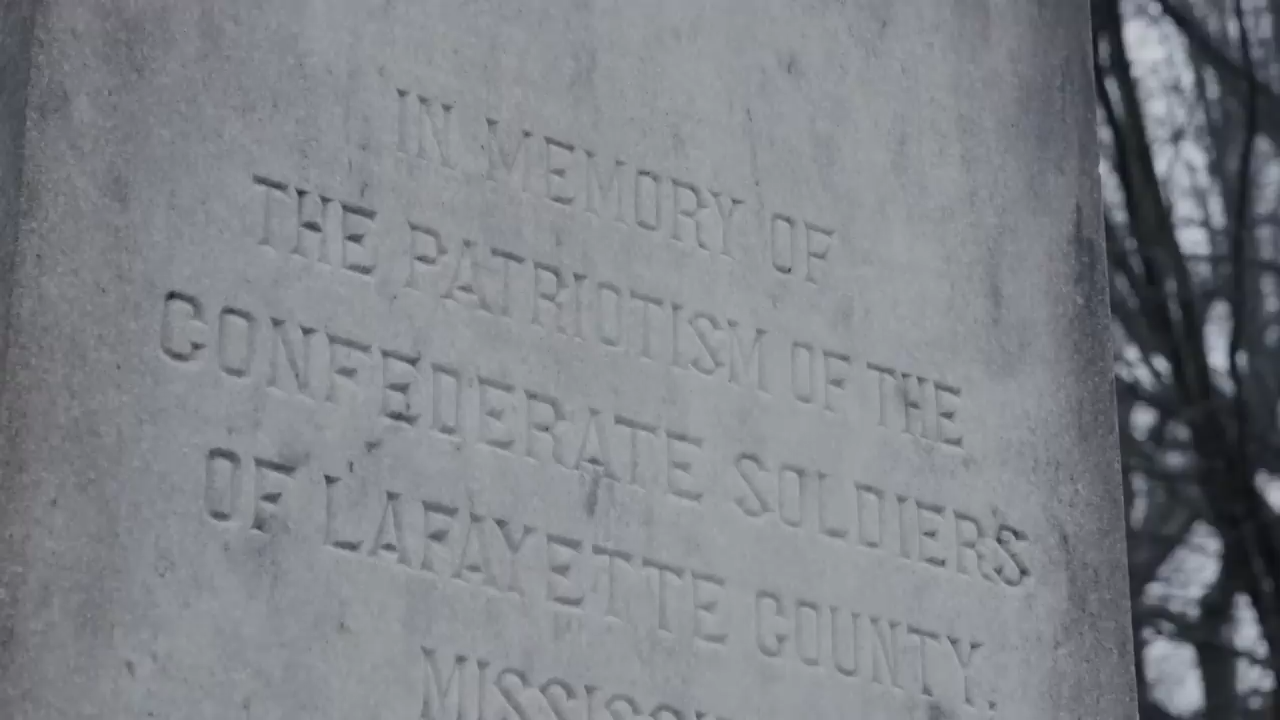 IN MEMORY OF
THE PATRIOTISM OF THE
CONFEDERATE SOLDIERS
OF LAFAYETTE COUNTY,